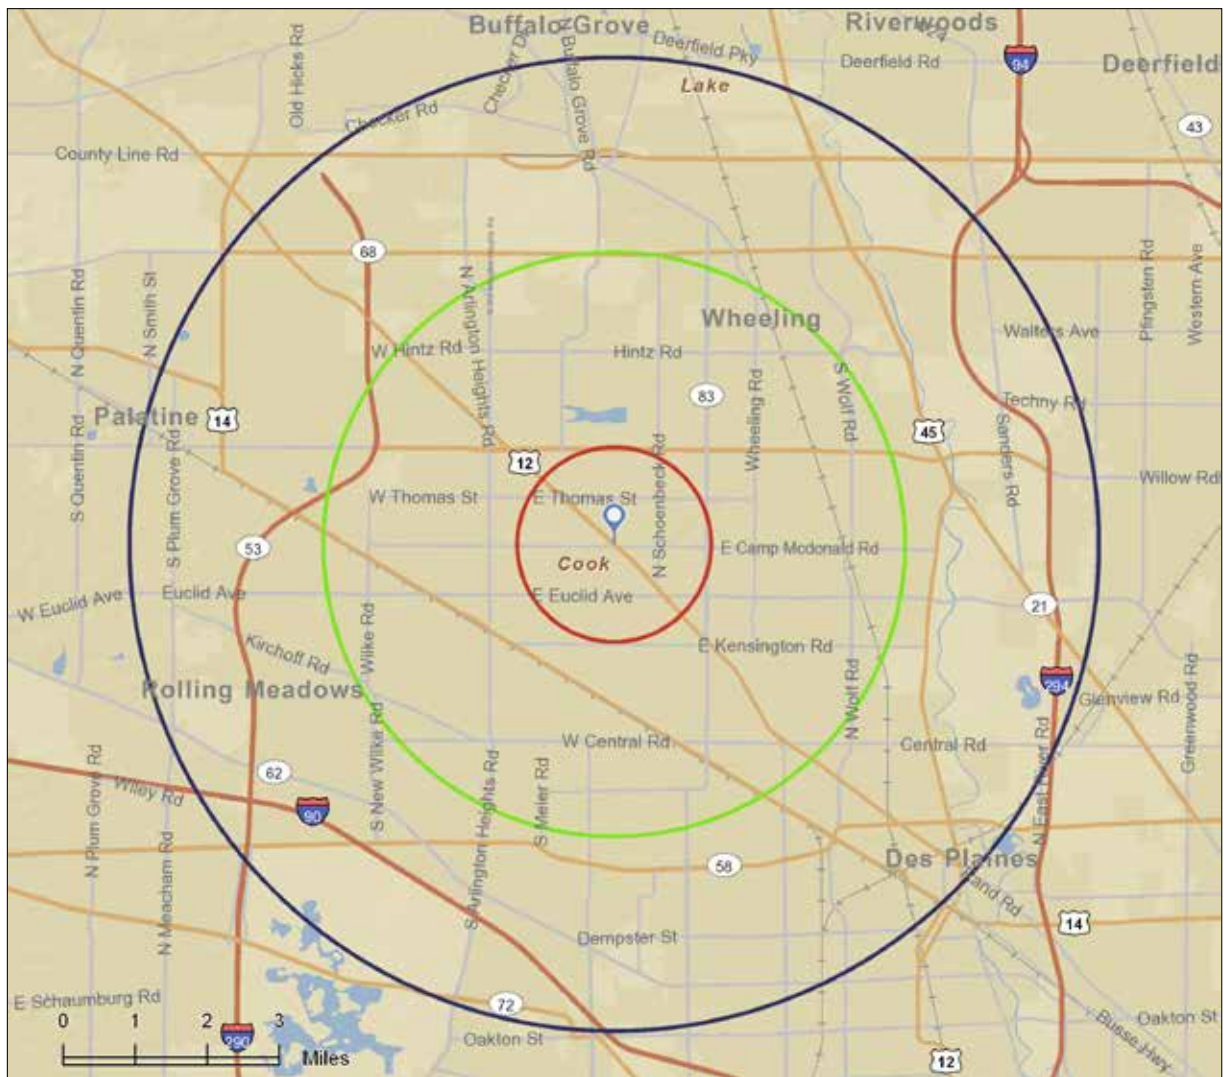 Buffalo Grove
Riverwoods
Deerfield
Lake
Old Hicks Rd
Checker Dr
N Buffalo Grove Rd
Deerfield Pky
Deerfield Rd
94
43
Checker Rd
County Line Rd
68
N Quentin Rd
N Smith St
N Arlington Heights Rd
Wheeling
Pfingsten Rd
Western Ave
Walters Ave
W Hintz Rd
Hintz Rd
83
Wheeling Rd
S Wolf Rd
Techny Rd
Palatine
14
45
Sanders Rd
12
N Schoenbeck Rd
Willow Rd
S Quentin Rd
S Plum Grove Rd
W Thomas St
E Thomas St
53
E Camp Mcdonald Rd
Cook
W Euclid Ave
Euclid Ave
E Euclid Ave
21
Kirchoff Rd
Wilke Rd
E Kensington Rd
N Wolf Rd
Rolling Meadows
294
Glenview Rd
Greenwood Rd
W Central Rd
Central Rd
N East River Rd
62
S New Wilke Rd
Wiley Rd
90
N Plum Grove Rd
N Meacham Rd
S Arlington Heights Rd
S Meier Rd
58
Des Plaines
Rand Rd
14
Dempster St
E Schaumburg Rd
72
Oakton St
Oakton St
Busse Hwy
290
12
0 1 2 3
Miles